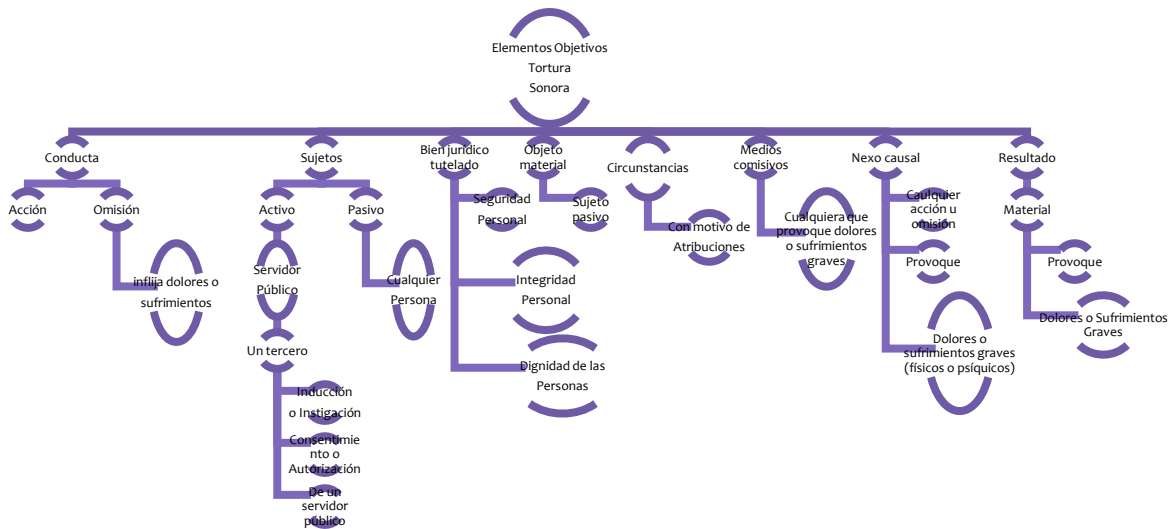 Elementos Objetivos
Tortura
Sonora
Conducta
Acción
Omisión
inflija dolores o
sufrimientos
Sujetos
Activo
Servidor
Público
Un tercero
Inducción
o Instigación
Consentimie
nto o
Autorización
De un
servidor
público
Pasivo
Cualquier
Persona
Bien jurídico
tutelado
Seguridad
Personal
Integridad
Personal
Dignidad de las
Personas
Objeto
material
Sujeto
pasivo
Circunstancias
Con motivo de
Atribuciones
Medios
comisivos
Cualquiera que
provoque dolores
o sufrimientos
graves
Nexo causal
Caulquier
acción u
omisión
Provoque
Dolores o
sufrimientos graves
(físicos o psíquicos)
Resultado
Material
Provoque
Dolores o Sufrimientos
Graves